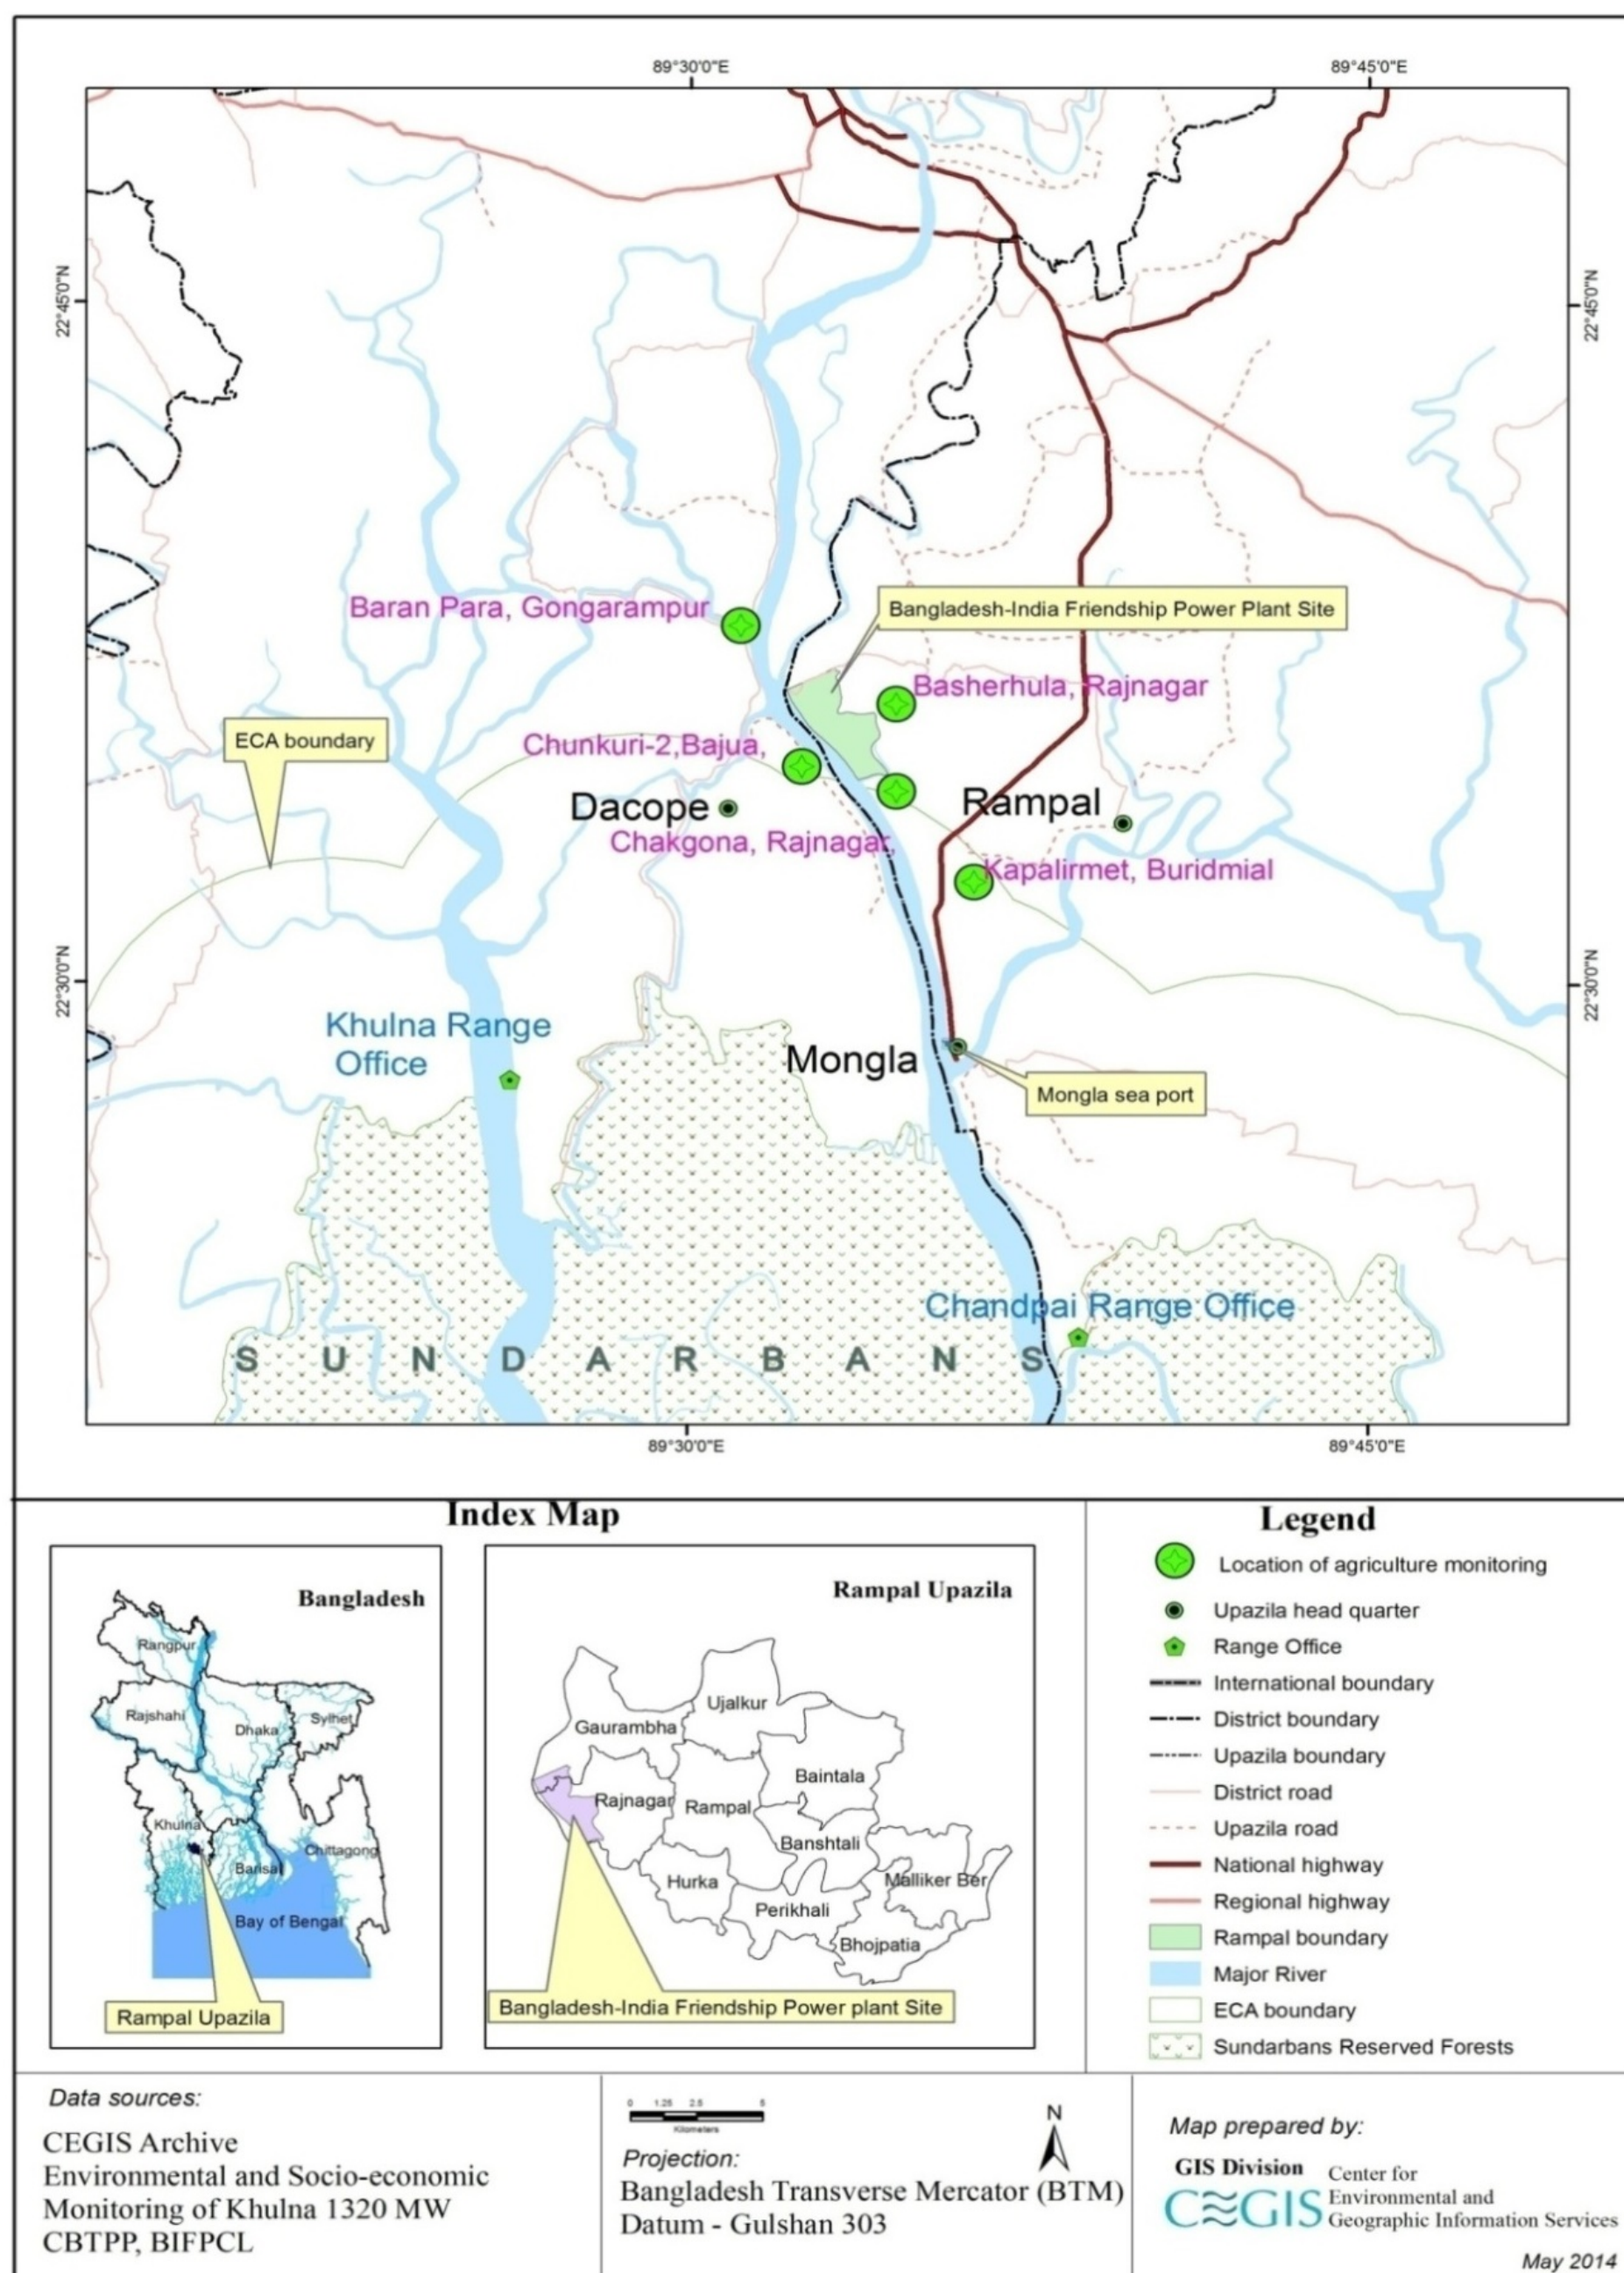 89°30'0"E
89°45'0"E
22°45'0"N
22°45'0"N
Baran Para, Gongarampur
Bangladesh-India Friendship Power Plant Site
Basherhula, Rajnagar
ECA boundary
Chunkuri-2,Bajua,
Dacope
Rampal
Chakgona, Rajnagar,
Kapalirmet, Buridmial
22°30'0"N
22°30'0"N
Khulna Range
Office
Mongla
Mongla sea port
Chandpai Range Office
SUNDARBANS
89°30'0"E
89°45'0"E
Index Map
Bangladesh
Rangpur
Rajshahi
Dhaka
Sylhet
Khulna
Barisal
Chittagong
Bay of Bengal
Rampal Upazila
Rampal Upazila
Ujalkur
Gaurambha
Baintala
Rajnagar
Rampal
Banshtali
Hurka
Malliker Ber
Perikhali
Bhojpatia
Bangladesh-India Friendship Power plant Site
Legend
Location of agriculture monitoring
Upazila head quarter
Range Office
International boundary
District boundary
Upazila boundary
District road
Upazila road
National highway
Regional highway
Rampal boundary
Major River
ECA boundary
Sundarbans Reserved Forests
Data sources:
CEGIS Archive
Environmental and Socio-economic
Monitoring of Khulna 1320 MW
CBTPP, BIFPCL
0 1.25 2.5 5
Kilometers
N
Projection:
Bangladesh Transverse Mercator (BTM)
Datum - Gulshan 303
Map prepared by:
GIS Division
CEGIS
Center for
Environmental and
Geographic Information Services
May 2014